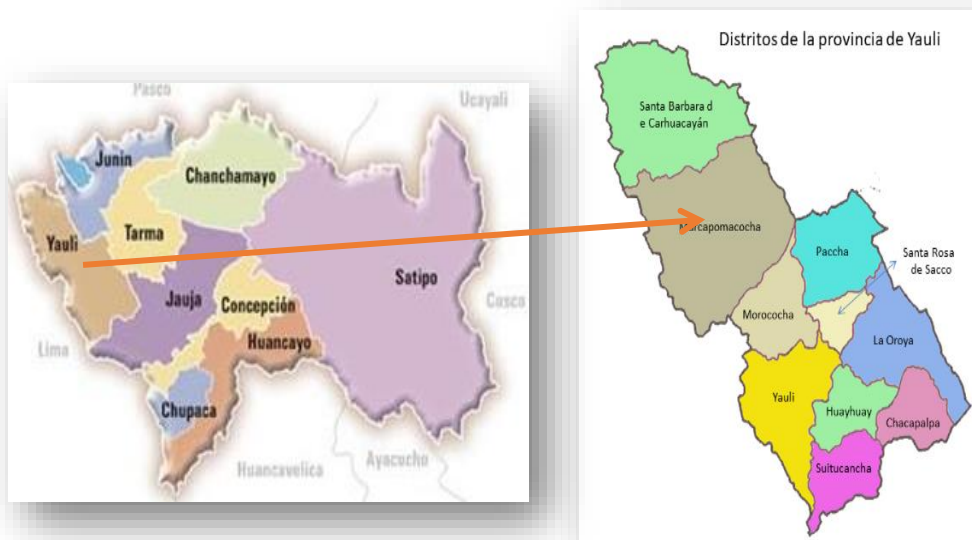 Pasco
Ucayali
Junin
Chanchamayo
Yauli
Tarma
Satipo
Jauja
Concepción
Cusco
Lima
Huancayo
Chupaca
Ayacucho
Huancavelica
Distritos de la provincia de Yauli
Santa Barbara d
e Carhuacayán
Marcapomacocha
Paccha
Santa Rosa
de Sacco
Morococha
La Oroya
Yauli
Huayhuay
Chacapalpa
Suitucancha